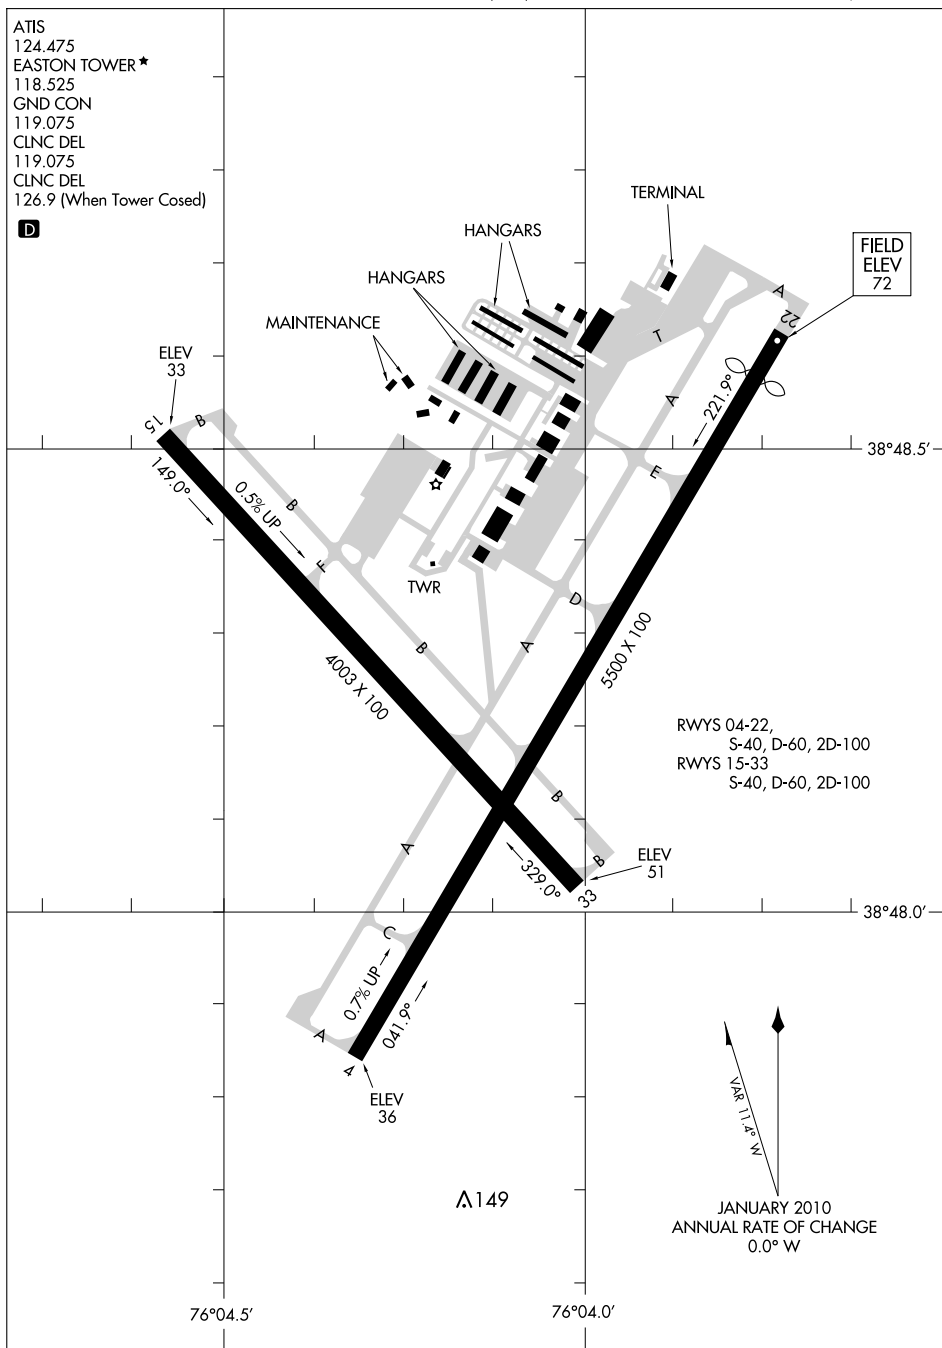 ATIS
124.475
EASTON TOWER★
118.525
GND CON
119.075
CLNC DEL
119.075
CLNC DEL
126.9 (When Tower Cosed)
D
TERMINAL
HANGARS
FIELD
ELEV
72
HANGARS
MAINTENANCE
A
22
T
ELEV
33
221.9°
A
15
B
38°48.5'
149.0°
0.5% UP
E
B
F
TWR
D
5500 X 100
A
B
4003 X 100
RWYS 04-22,
S-40, D-60, 2D-100
RWYS 15-33
S-40, D-60, 2D-100
B
A
B
ELEV
51
329.0°
33
38°48.0'
C
0.7% UP
041.9°
A
4
ELEV
36
VAR 11.4° W
149
JANUARY 2010
ANNUAL RATE OF CHANGE
0.0° W
76°04.5'
76°04.0'